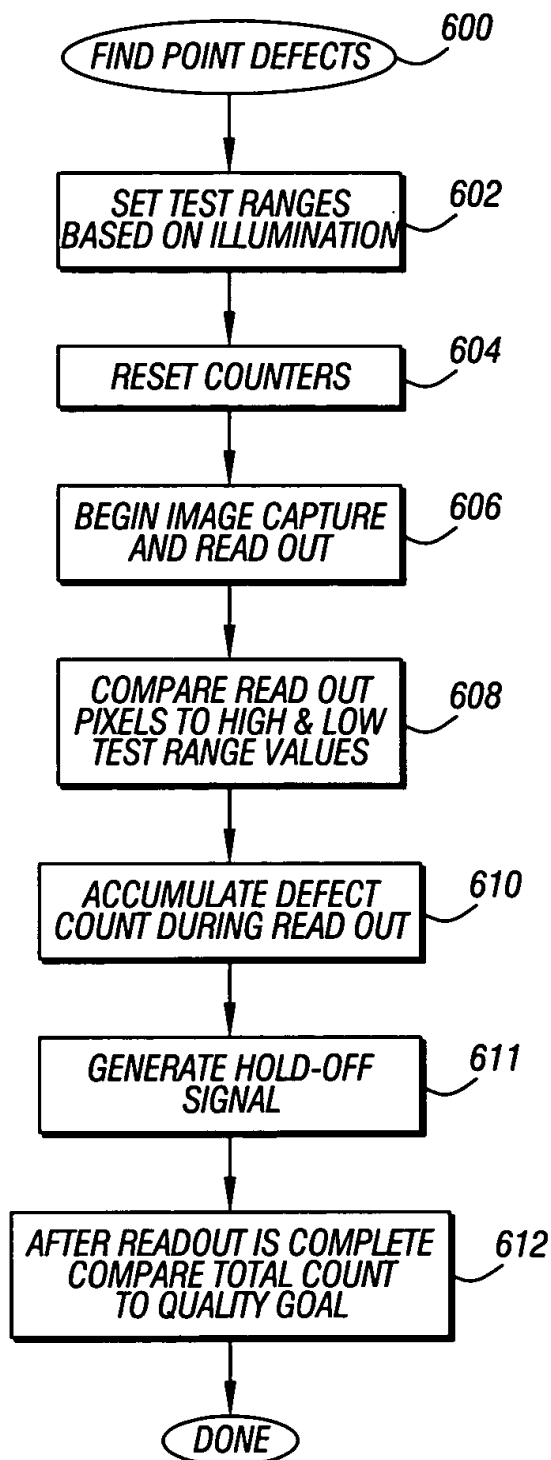 FIND POINT DEFECTS
600
SET TEST RANGES
BASED ON ILLUMINATION
602
RESET COUNTERS
604
BEGIN IMAGE CAPTURE
AND READ OUT
606
COMPARE READ OUT
PIXELS TO HIGH & LOW
TEST RANGE VALUES
608
ACCUMULATE DEFECT
COUNT DURING READ OUT
610
GENERATE HOLD-OFF
SIGNAL
611
AFTER READOUT IS COMPLETE
COMPARE TOTAL COUNT
TO QUALITY GOAL
612
DONE